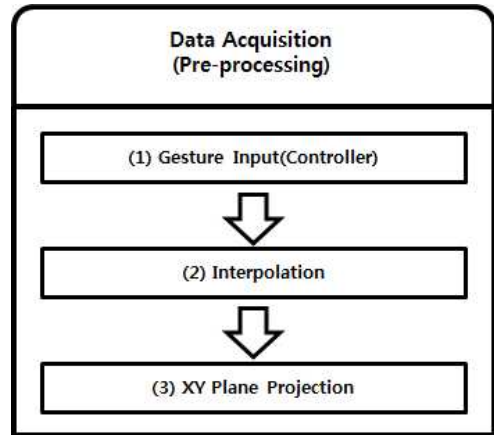 Data Acquisition
(Pre-processing)
(1) Gesture Input(Controller)
(2) Interpolation
(3) XY Plane Projection